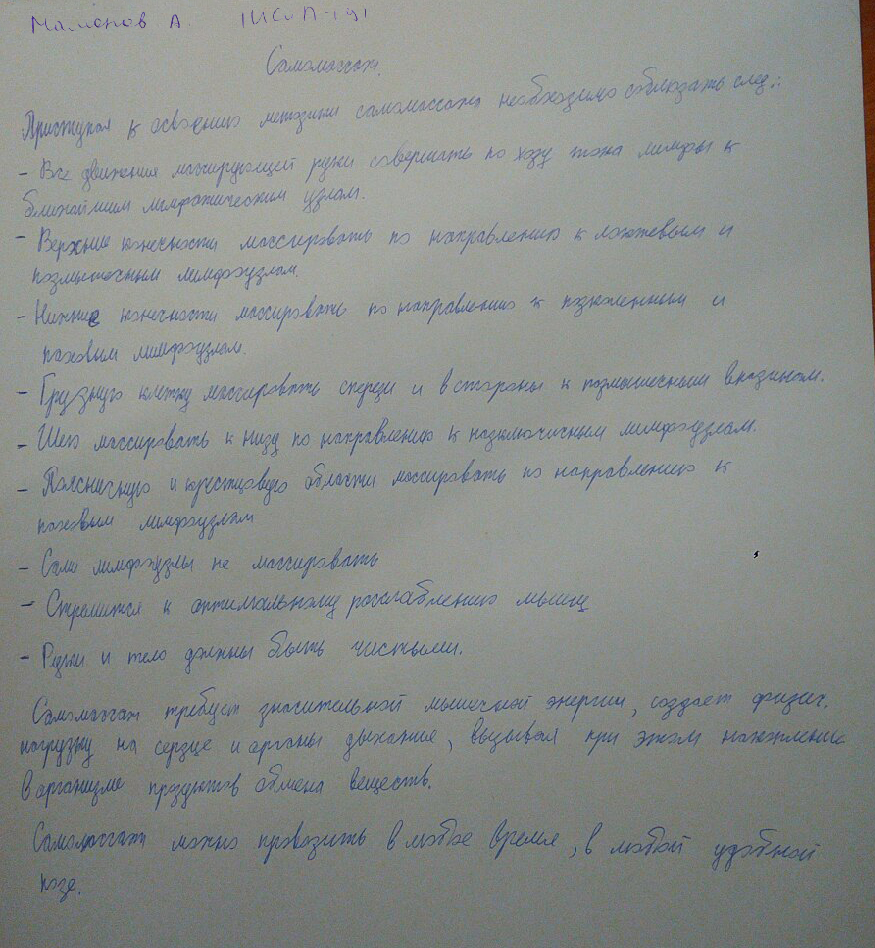 Мамонов А. 1ИСиП-191
Самомассаж.
Приступая к освоению методики самомассажа необходимо соблюдать след.:
- Все движения массирующей руки совершать по ходу тока лимфы к
ближайшим лимфатическим узлам.
- Верхние конечности массировать по направлению к локтевым и
подмышечным лимфоузлам.
- Нижние конечности массировать по направлению к подколенным и
паховым лимфоузлам.
- Грудную клетку массировать спереди и в стороны к подмышечным впадинам.
- Шею массировать к низу по направлению к подключичным лимфоузлам.
- Поясничную и крестцовую области массировать по направлению к
паховым лимфоузлам
- Сами лимфоузлы не массировать
- Стремится к оптимальному расслаблению мышц
- Руки и тело должны быть чистыми.
Самомассаж требует значительной мышечной энергии, создает физич.
нагрузку на сердце и органы дыхание, вызывая при этом накопление
в организме продуктов обмена веществ.
Самомассаж можно проводить в любое время, в любой удобной
позе.